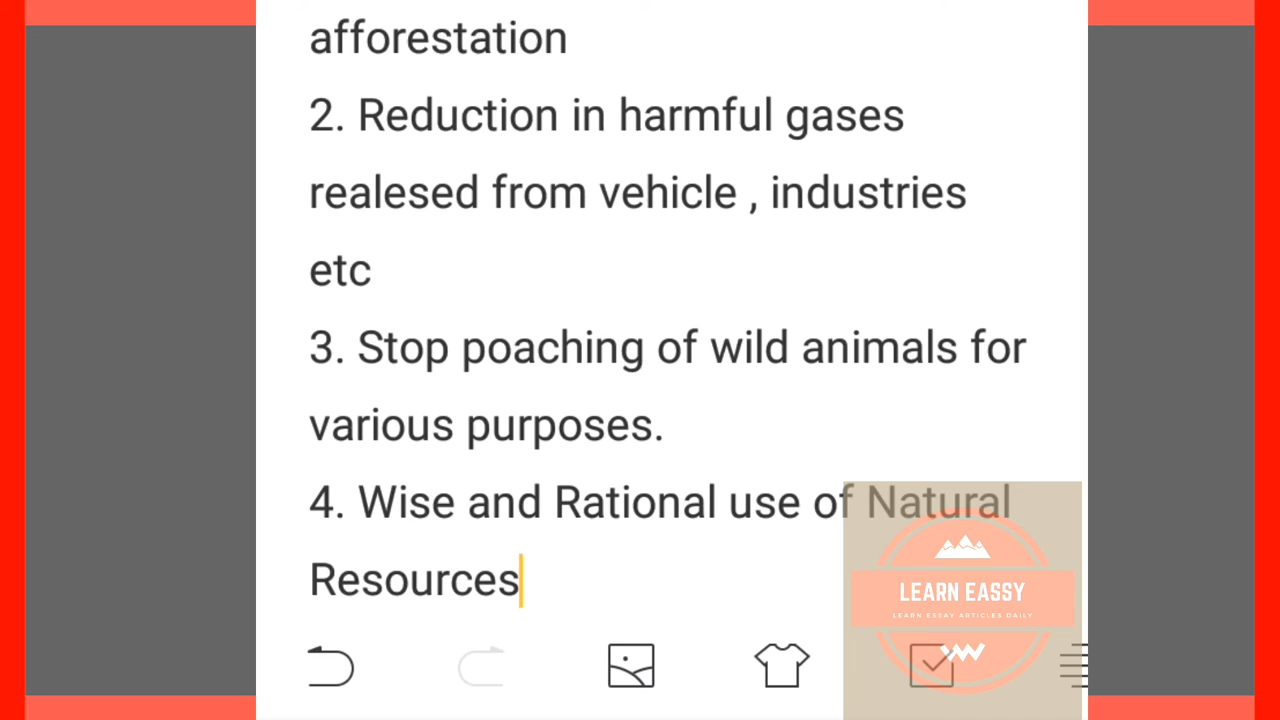 afforestation
2. Reduction in harmful gases
realesed from vehicle , industries
etc
3. Stop poaching of wild animals for
various purposes.
4. Wise and Rational use of Natural
Resources
LEARN EASSY
LEARN ESSAY ARTICLES DAILY